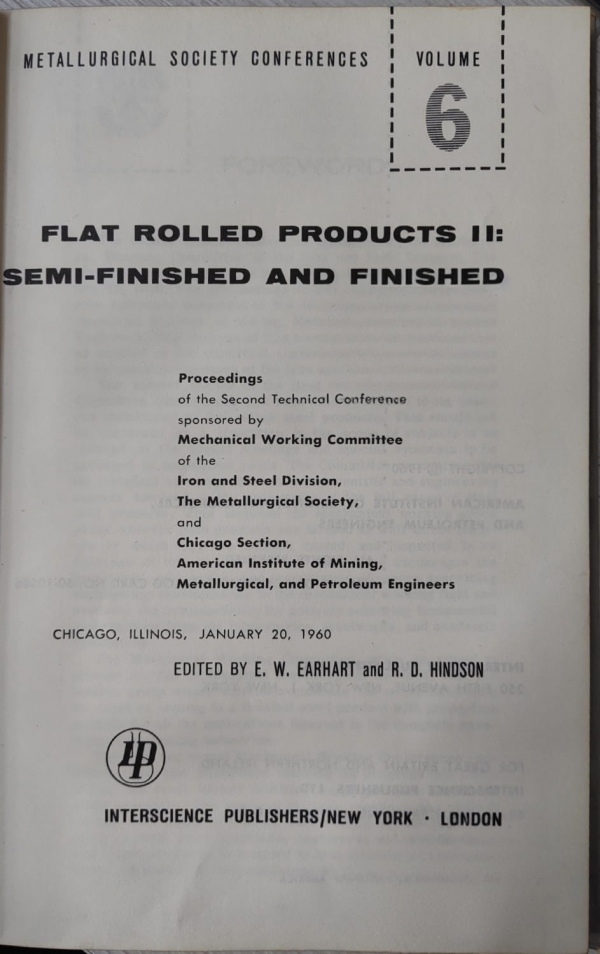 METALLURGICAL SOCIETY CONFERENCES
VOLUME
6
FLAT ROLLED PRODUCTS II:
SEMI-FINISHED AND FINISHED
Proceedings
of the Second Technical Conference
sponsored by
Mechanical Working Committee
of the
Iron and Steel Division,
The Metallurgical Society,
and
Chicago Section,
American Institute of Mining,
Metallurgical, and Petroleum Engineers
CHICAGO, ILLINOIS, JANUARY 20, 1960
EDITED BY E. W. EARHART and R. D. HINDSON
IP
INTERSCIENCE PUBLISHERS/NEW YORK · LONDON